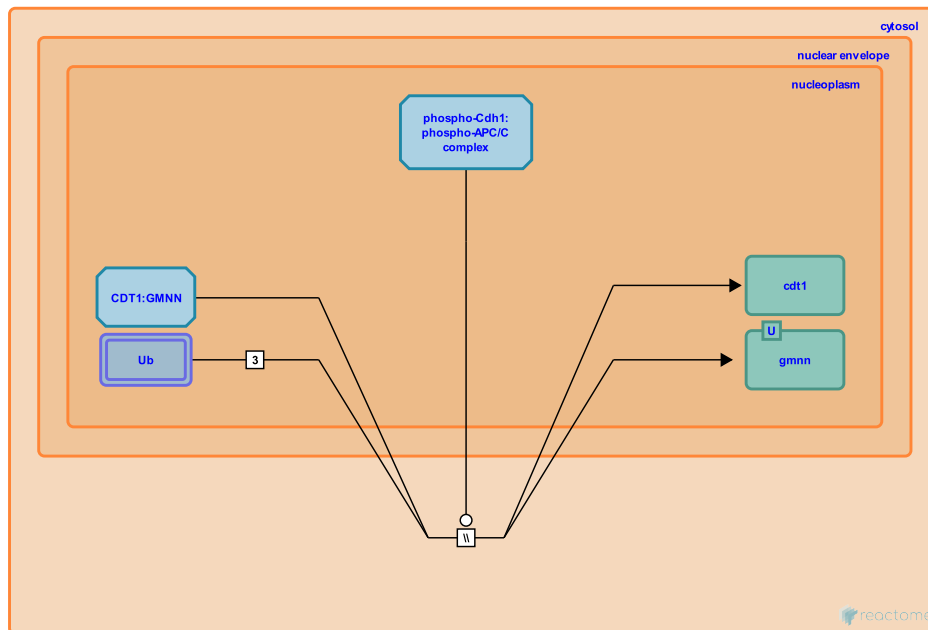 cytosol
nuclear envelope
nucleoplasm
phospho-Cdh1:
phospho-APC/C
complex
CDT1:GMNN
cdt1
U
Ub
3
gmnn
\\
reactome